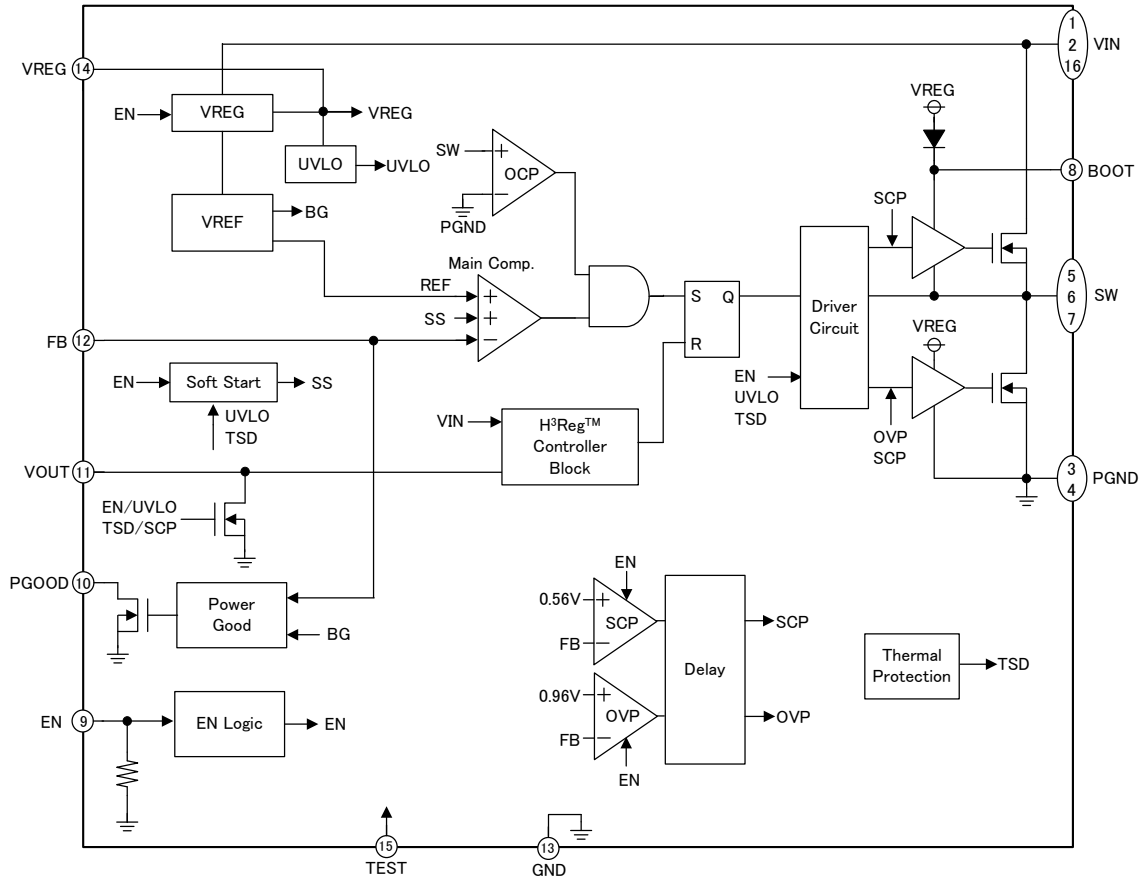 1
2
16
VIN
VREG
14
EN
VREG
VREG
UVLO
UVLO
VREF
BG
SW
+
OCP
−
PGND
VREG
8
BOOT
SCP
Main Comp.
REF
+
SS
+
−
S
Q
R
Driver
Circuit
5
6
7
SW
FB
12
EN
Soft Start
SS
UVLO
TSD
EN
UVLO
TSD
VREG
OVP
SCP
VIN
H³Reg™
Controller
Block
VOUT
11
3
4
PGND
EN/UVLO
TSD/SCP
PGOOD
10
Power
Good
BG
EN
0.56V
+
SCP
FB
−
0.96V
+
OVP
FB
−
EN
Delay
SCP
OVP
Thermal
Protection
TSD
EN
9
EN Logic
EN
15
TEST
13
GND